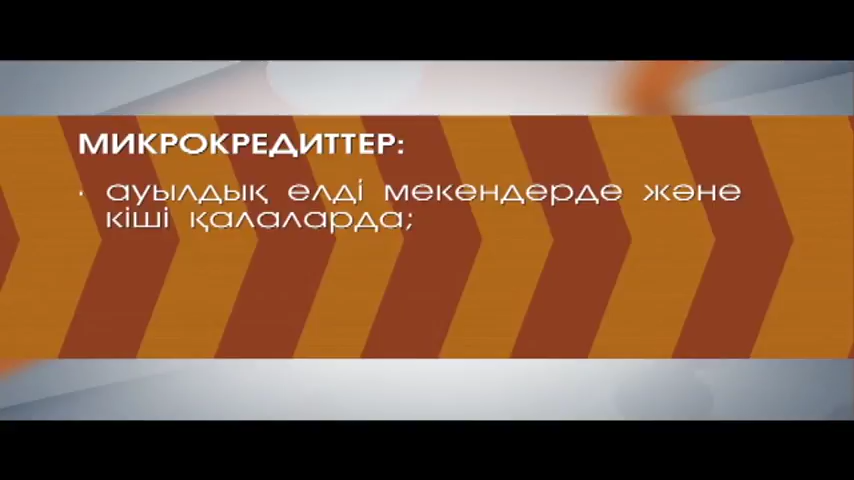 МИКРОКРЕДИТТЕР:
· ауылдық елді мекендерде және
кіші қалаларда;